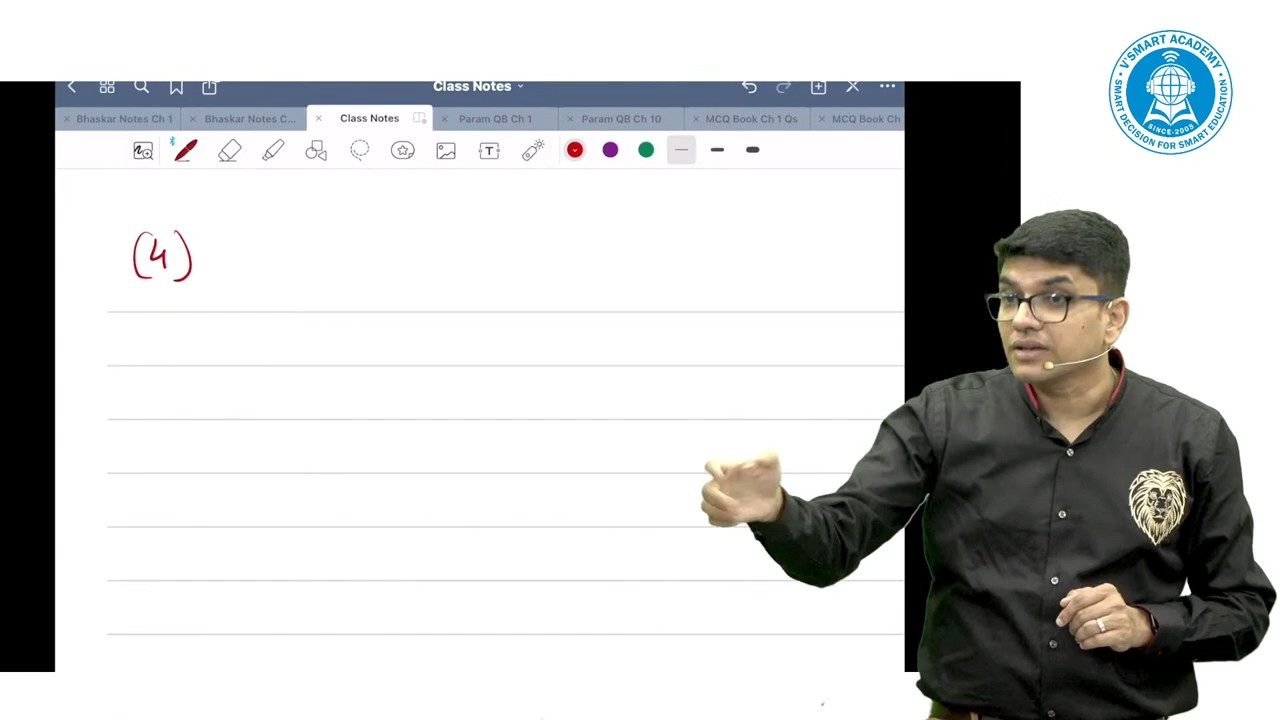 Class Notes
Bhaskar Notes Ch 1
Bhaskar Notes C...
Class Notes
Param QB Ch 1
Param QB Ch 10
MCQ Book Ch 1 Qs
MCQ Book Ch
T
(4)
V'SMART ACADEMY
SINCE-2005
SMART DECISION FOR SMART EDUCATION